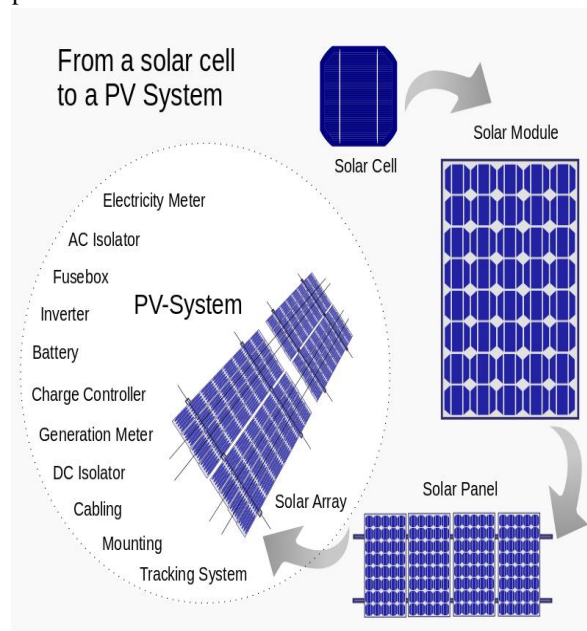 From a solar cell
to a PV System
Solar Cell
Solar Module
Electricity Meter
AC Isolator
Fusebox
Inverter
PV-System
Battery
Charge Controller
Generation Meter
DC Isolator
Cabling
Mounting
Tracking System
Solar Array
Solar Panel